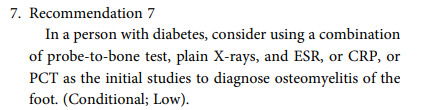 7. Recommendation 7
In a person with diabetes, consider using a combination
of probe-to-bone test, plain X-rays, and ESR, or CRP, or
PCT as the initial studies to diagnose osteomyelitis of the
foot. (Conditional; Low).